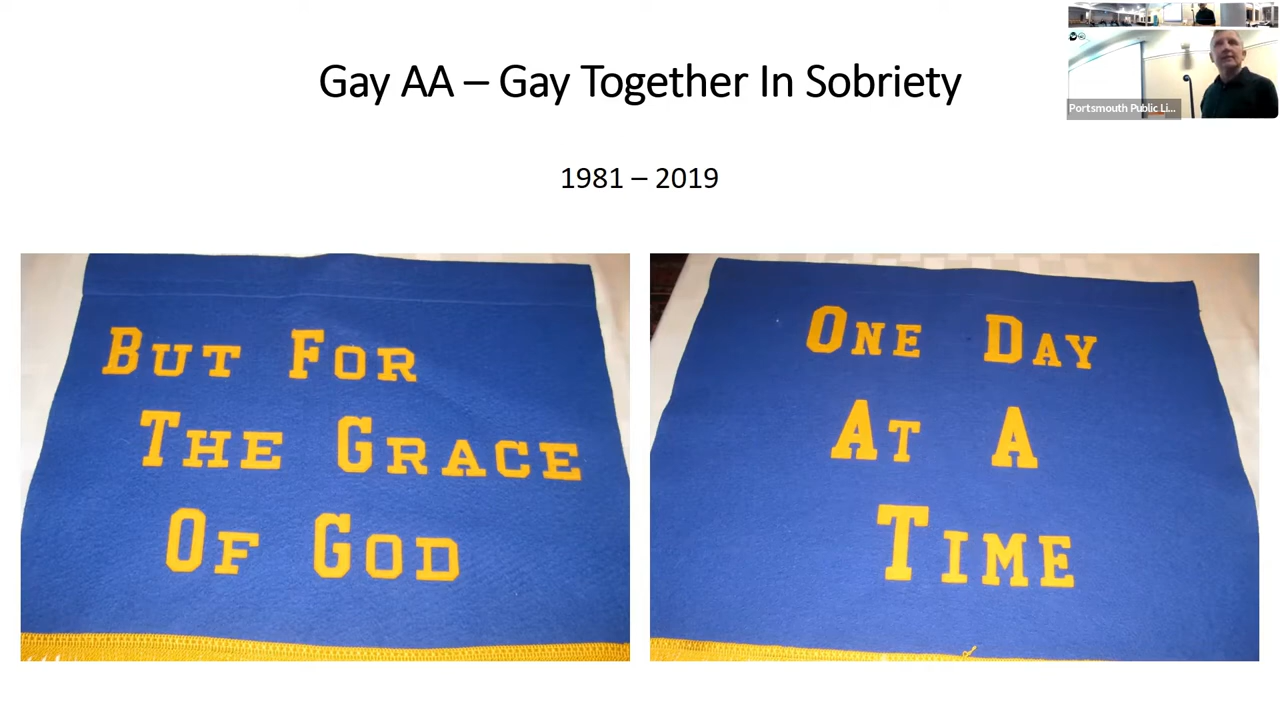 Gay AA – Gay Together In Sobriety
Portsmouth Public Li...
1981 – 2019
BUT FOR
THE GRACE
OF GOD
ONE DAY
AT A
TIME